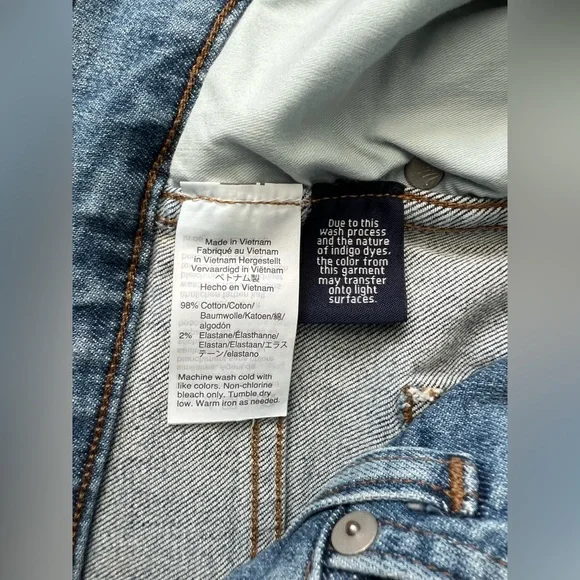 Made in Vietnam
Fabriqué au Vietnam
in Vietnam Hergestellt
Vervaardigd in Viëtnam
ベトナム製
Hecho en Vietnam
98% Cotton/Coton/
Baumwolle/Katoen/綿/
algodón
2% Elastane/Élasthanne/
Elastan/Elastaan/エラス
テーン/elastano
Machine wash cold with
like colors. Non-chlorine
bleach only. Tumble dry
low. Warm iron as needed.
Due to this
wash process
and the nature
of indigo dyes,
the color from
this garment
may transfer
onto light
surfaces.